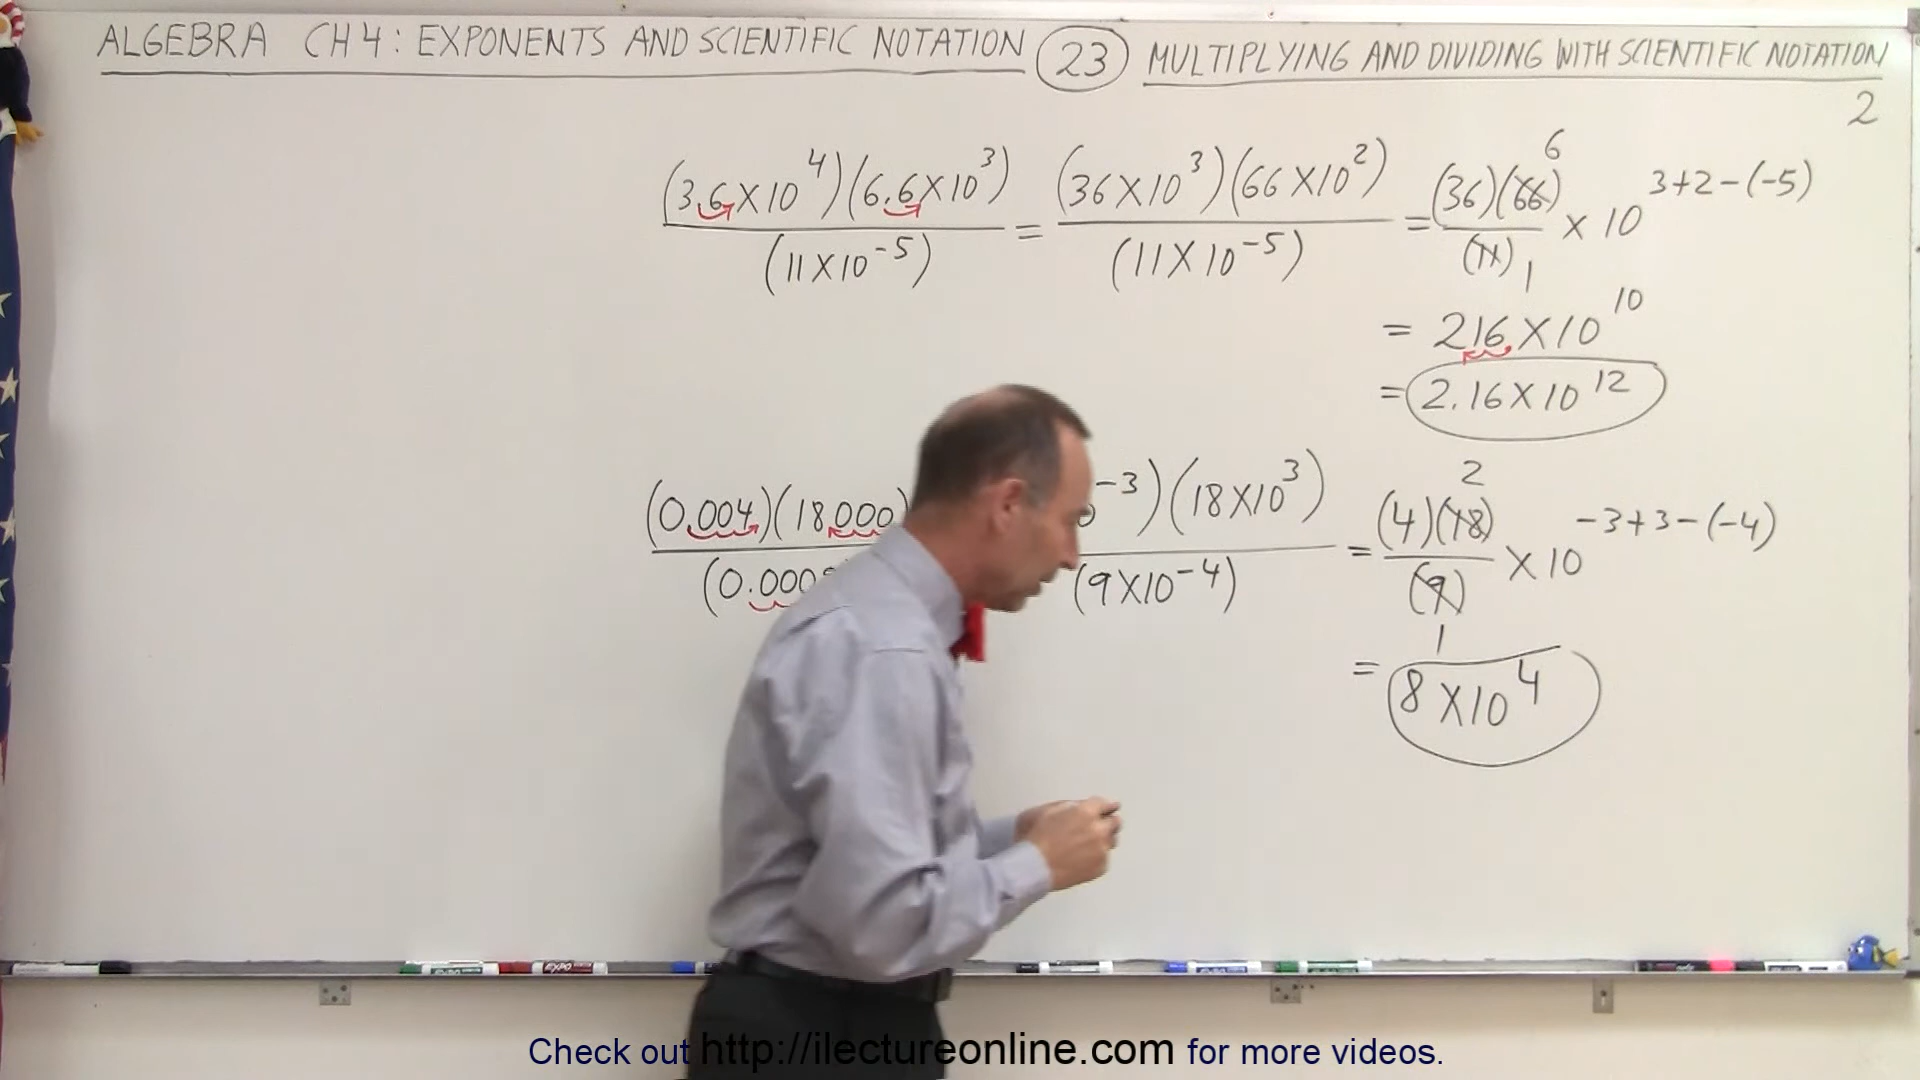 ALGEBRA CH 4: EXPONENTS AND SCIENTIFIC NOTATION 23 MULTIPLYING AND DIVIDING WITH SCIENTIFIC NOTATION
2
(3.6×10^4)(6.6×10^3) / (11×10^-5) = (36×10^3)(66×10^2) / (11×10^-5) = (36)(66) 6 / (11) 1 × 10^3+2-(-5)
= 216×10^10
= 2.16×10^12
(0.004)(18000) / (0.000 -3)(18×10^3) / (9×10^-4) = (4)(18) 2 / (9) 1 × 10^-3+3-(-4)
= 8×10^4
EXPO
Check out http://ilectureonline.com for more videos.